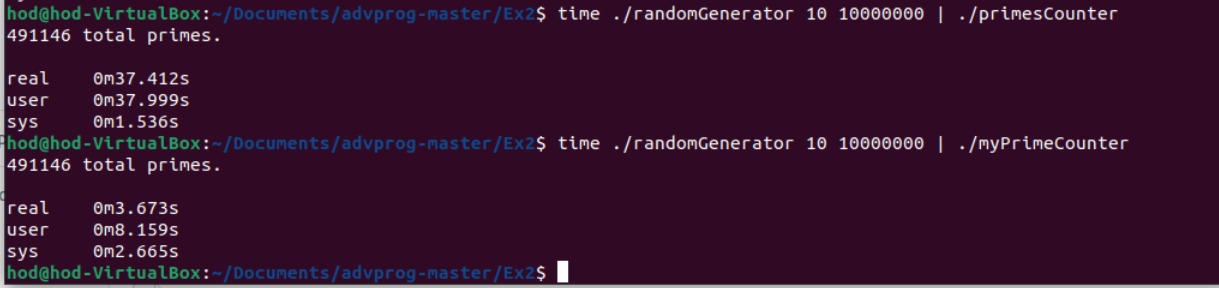 hod@hod-VirtualBox:~/Documents/advprog-master/Ex2$ time ./randomGenerator 10 10000000 | ./primesCounter
491146 total primes.
real    0m37.412s
user    0m37.999s
sys     0m1.536s
hod@hod-VirtualBox:~/Documents/advprog-master/Ex2$ time ./randomGenerator 10 10000000 | ./myPrimeCounter
491146 total primes.
real    0m3.673s
user    0m8.159s
sys     0m2.665s
hod@hod-VirtualBox:~/Documents/advprog-master/Ex2$